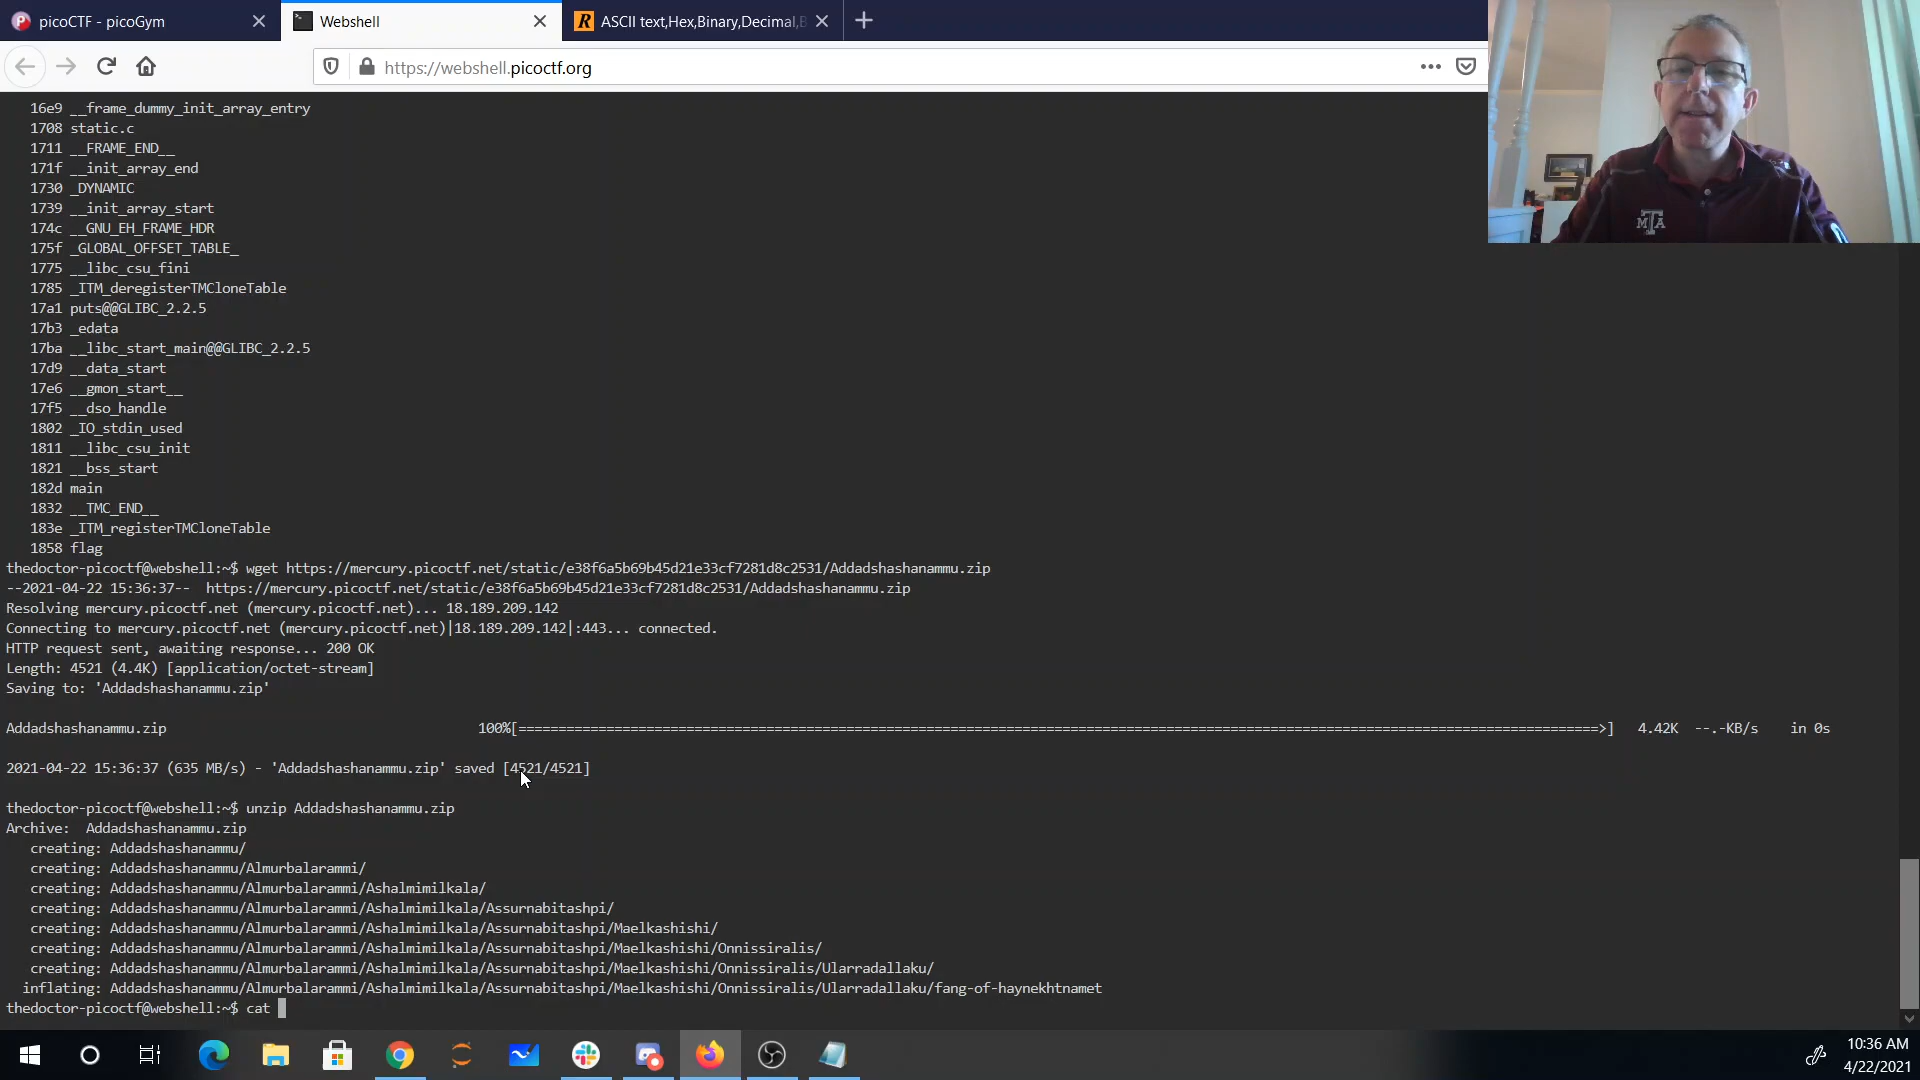 picoCTF - picoGym
Webshell
ASCII text,Hex,Binary,Decimal,B
https://webshell.picoctf.org
16e9 __frame_dummy_init_array_entry
1708 static.c
1711 __FRAME_END__
171f __init_array_end
1730 _DYNAMIC
1739 __init_array_start
174c __GNU_EH_FRAME_HDR
175f _GLOBAL_OFFSET_TABLE_
1775 __libc_csu_fini
1785 _ITM_deregisterTMCloneTable
17a1 puts@@GLIBC_2.2.5
17b3 _edata
17ba __libc_start_main@@GLIBC_2.2.5
17d9 __data_start
17e6 __gmon_start__
17f5 __dso_handle
1802 _IO_stdin_used
1811 __libc_csu_init
1821 __bss_start
182d main
1832 __TMC_END__
183e _ITM_registerTMCloneTable
1858 flag
thedoctor-picoctf@webshell:~$ wget https://mercury.picoctf.net/static/e38f6a5b69b45d21e33cf7281d8c2531/Addadshashanammu.zip
--2021-04-22 15:36:37--  https://mercury.picoctf.net/static/e38f6a5b69b45d21e33cf7281d8c2531/Addadshashanammu.zip
Resolving mercury.picoctf.net (mercury.picoctf.net)... 18.189.209.142
Connecting to mercury.picoctf.net (mercury.picoctf.net)|18.189.209.142|:443... connected.
HTTP request sent, awaiting response... 200 OK
Length: 4521 (4.4K) [application/octet-stream]
Saving to: 'Addadshashanammu.zip'
Addadshashanammu.zip 100%[=====================================>] 4.42K --.-KB/s in 0s
2021-04-22 15:36:37 (635 MB/s) - 'Addadshashanammu.zip' saved [4521/4521]
thedoctor-picoctf@webshell:~$ unzip Addadshashanammu.zip
Archive:  Addadshashanammu.zip
creating: Addadshashanammu/
creating: Addadshashanammu/Almurbalarammi/
creating: Addadshashanammu/Almurbalarammi/Ashalmimilkala/
creating: Addadshashanammu/Almurbalarammi/Ashalmimilkala/Assurnabitashpi/
creating: Addadshashanammu/Almurbalarammi/Ashalmimilkala/Assurnabitashpi/Maelkashishi/
creating: Addadshashanammu/Almurbalarammi/Ashalmimilkala/Assurnabitashpi/Maelkashishi/Onnissiralis/
creating: Addadshashanammu/Almurbalarammi/Ashalmimilkala/Assurnabitashpi/Maelkashishi/Onnissiralis/Ularradallaku/
inflating: Addadshashanammu/Almurbalarammi/Ashalmimilkala/Assurnabitashpi/Maelkashishi/Onnissiralis/Ularradallaku/fang-of-haynekhtnamet
thedoctor-picoctf@webshell:~$ cat
ATM
10:36 AM
4/22/2021